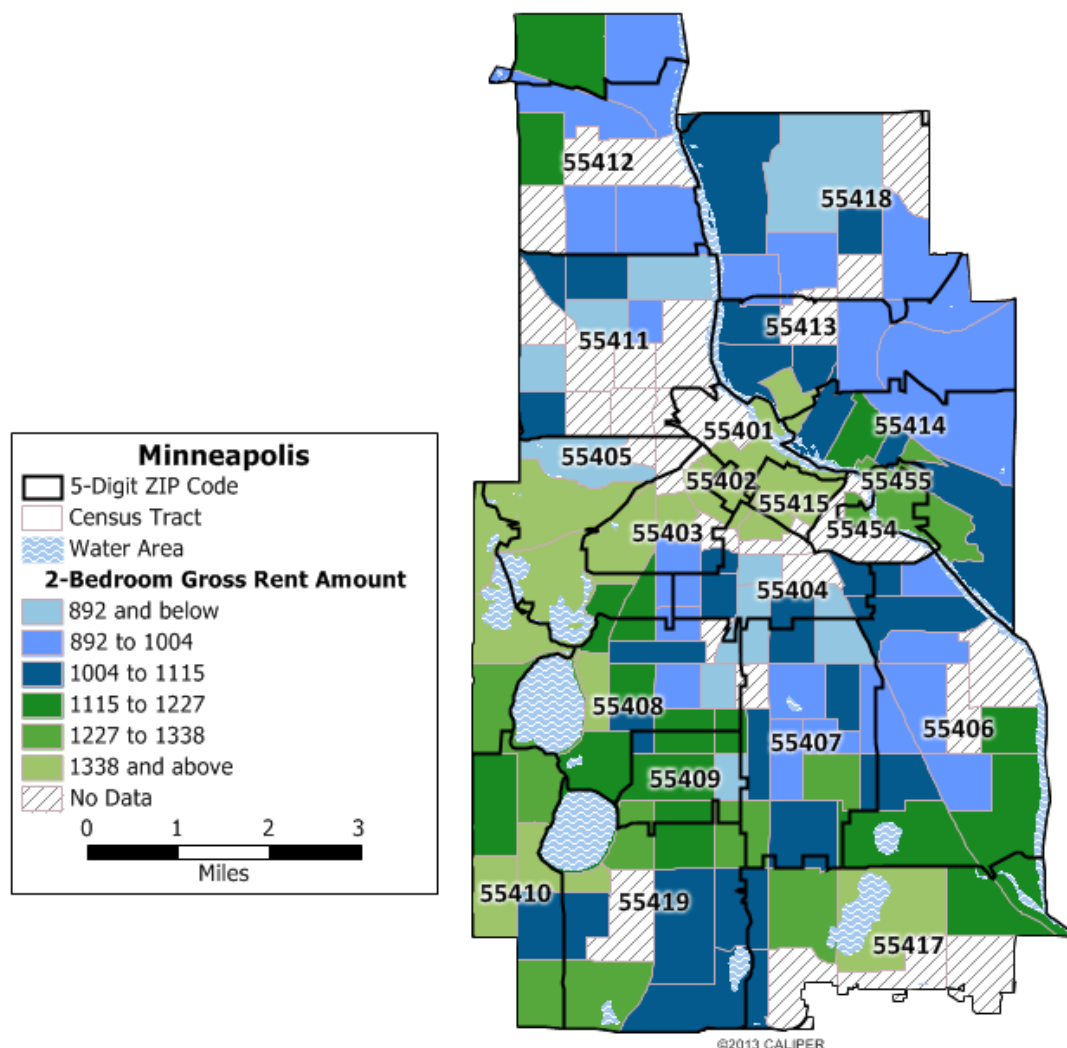 55412
55418
55413
55411
55401
55414
Minneapolis
5-Digit ZIP Code
Census Tract
Water Area
2-Bedroom Gross Rent Amount
892 and below
892 to 1004
1004 to 1115
1115 to 1227
1227 to 1338
1338 and above
No Data
0 1 2 3
Miles
55405
55402
55455
55415
55403
55454
55404
55408
55406
55407
55409
55410
55419
55417
©2013 CALIPER